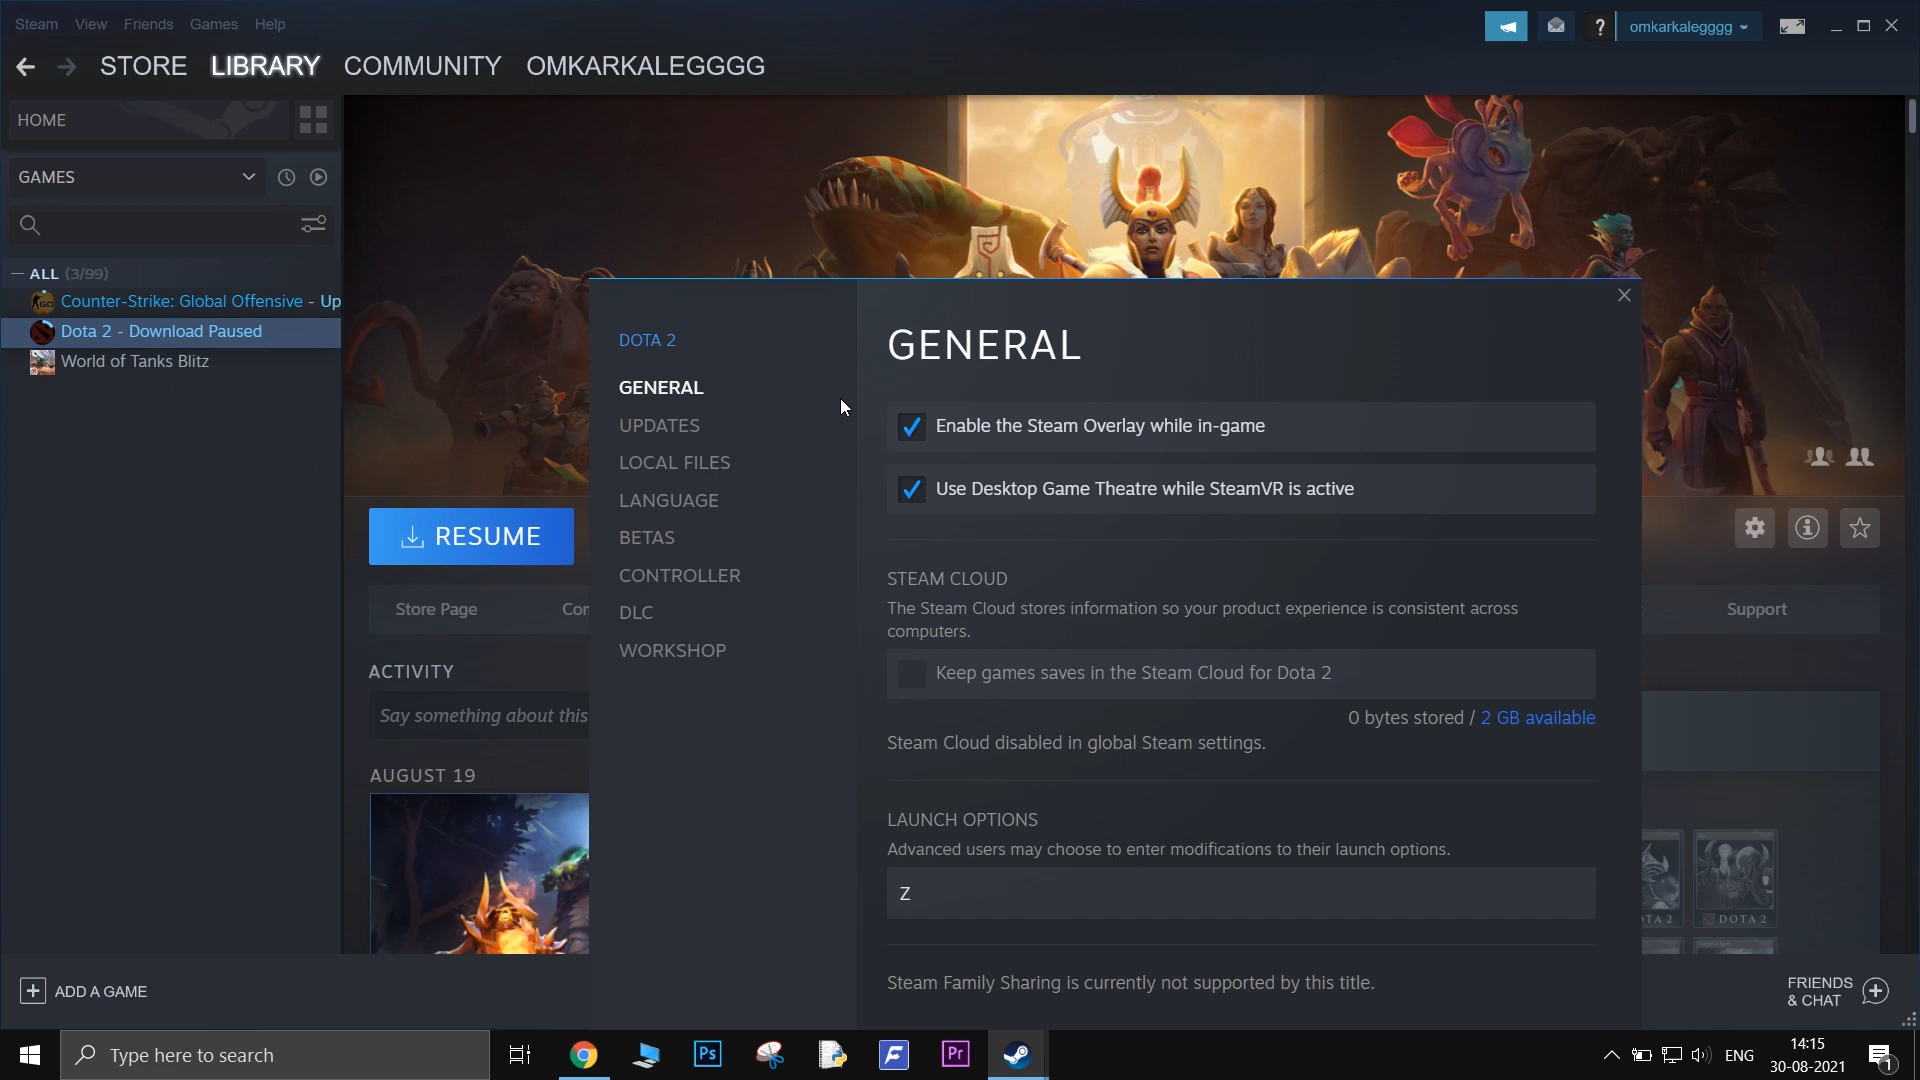 Steam View Friends Games Help
omkarkalegggg
STORE LIBRARY COMMUNITY OMKARKALEGGGG
HOME
GAMES
ALL (3/99)
Counter-Strike: Global Offensive - Up
Dota 2 - Download Paused
World of Tanks Blitz
DOTA 2
GENERAL
UPDATES
LOCAL FILES
LANGUAGE
BETAS
CONTROLLER
DLC
WORKSHOP
GENERAL
Enable the Steam Overlay while in-game
Use Desktop Game Theatre while SteamVR is active
STEAM CLOUD
The Steam Cloud stores information so your product experience is consistent across
computers.
Keep games saves in the Steam Cloud for Dota 2
0 bytes stored / 2 GB available
Steam Cloud disabled in global Steam settings.
LAUNCH OPTIONS
Advanced users may choose to enter modifications to their launch options.
Z
Steam Family Sharing is currently not supported by this title.
RESUME
Store Page
Support
ACTIVITY
Say something about this
AUGUST 19
DOTA 2
ADD A GAME
FRIENDS
& CHAT
Type here to search
Ps
Pr
ENG
14:15
30-08-2021
1